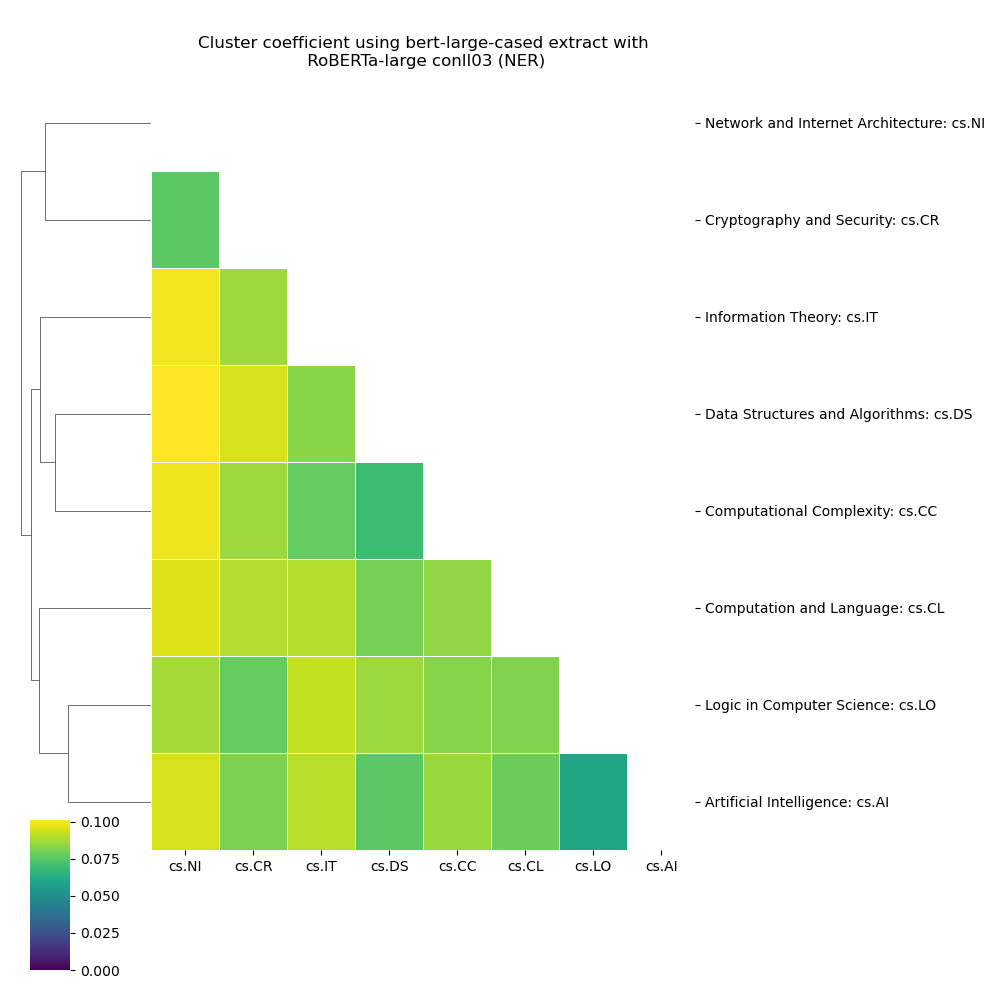 Cluster coefficient using bert-large-cased extract with
RoBERTa-large conll03 (NER)
Network and Internet Architecture: cs.NI
Cryptography and Security: cs.CR
Information Theory: cs.IT
Data Structures and Algorithms: cs.DS
Computational Complexity: cs.CC
Computation and Language: cs.CL
Logic in Computer Science: cs.LO
Artificial Intelligence: cs.AI
cs.NI cs.CR cs.IT cs.DS cs.CC cs.CL cs.LO cs.AI
0.100
0.075
0.050
0.025
0.000